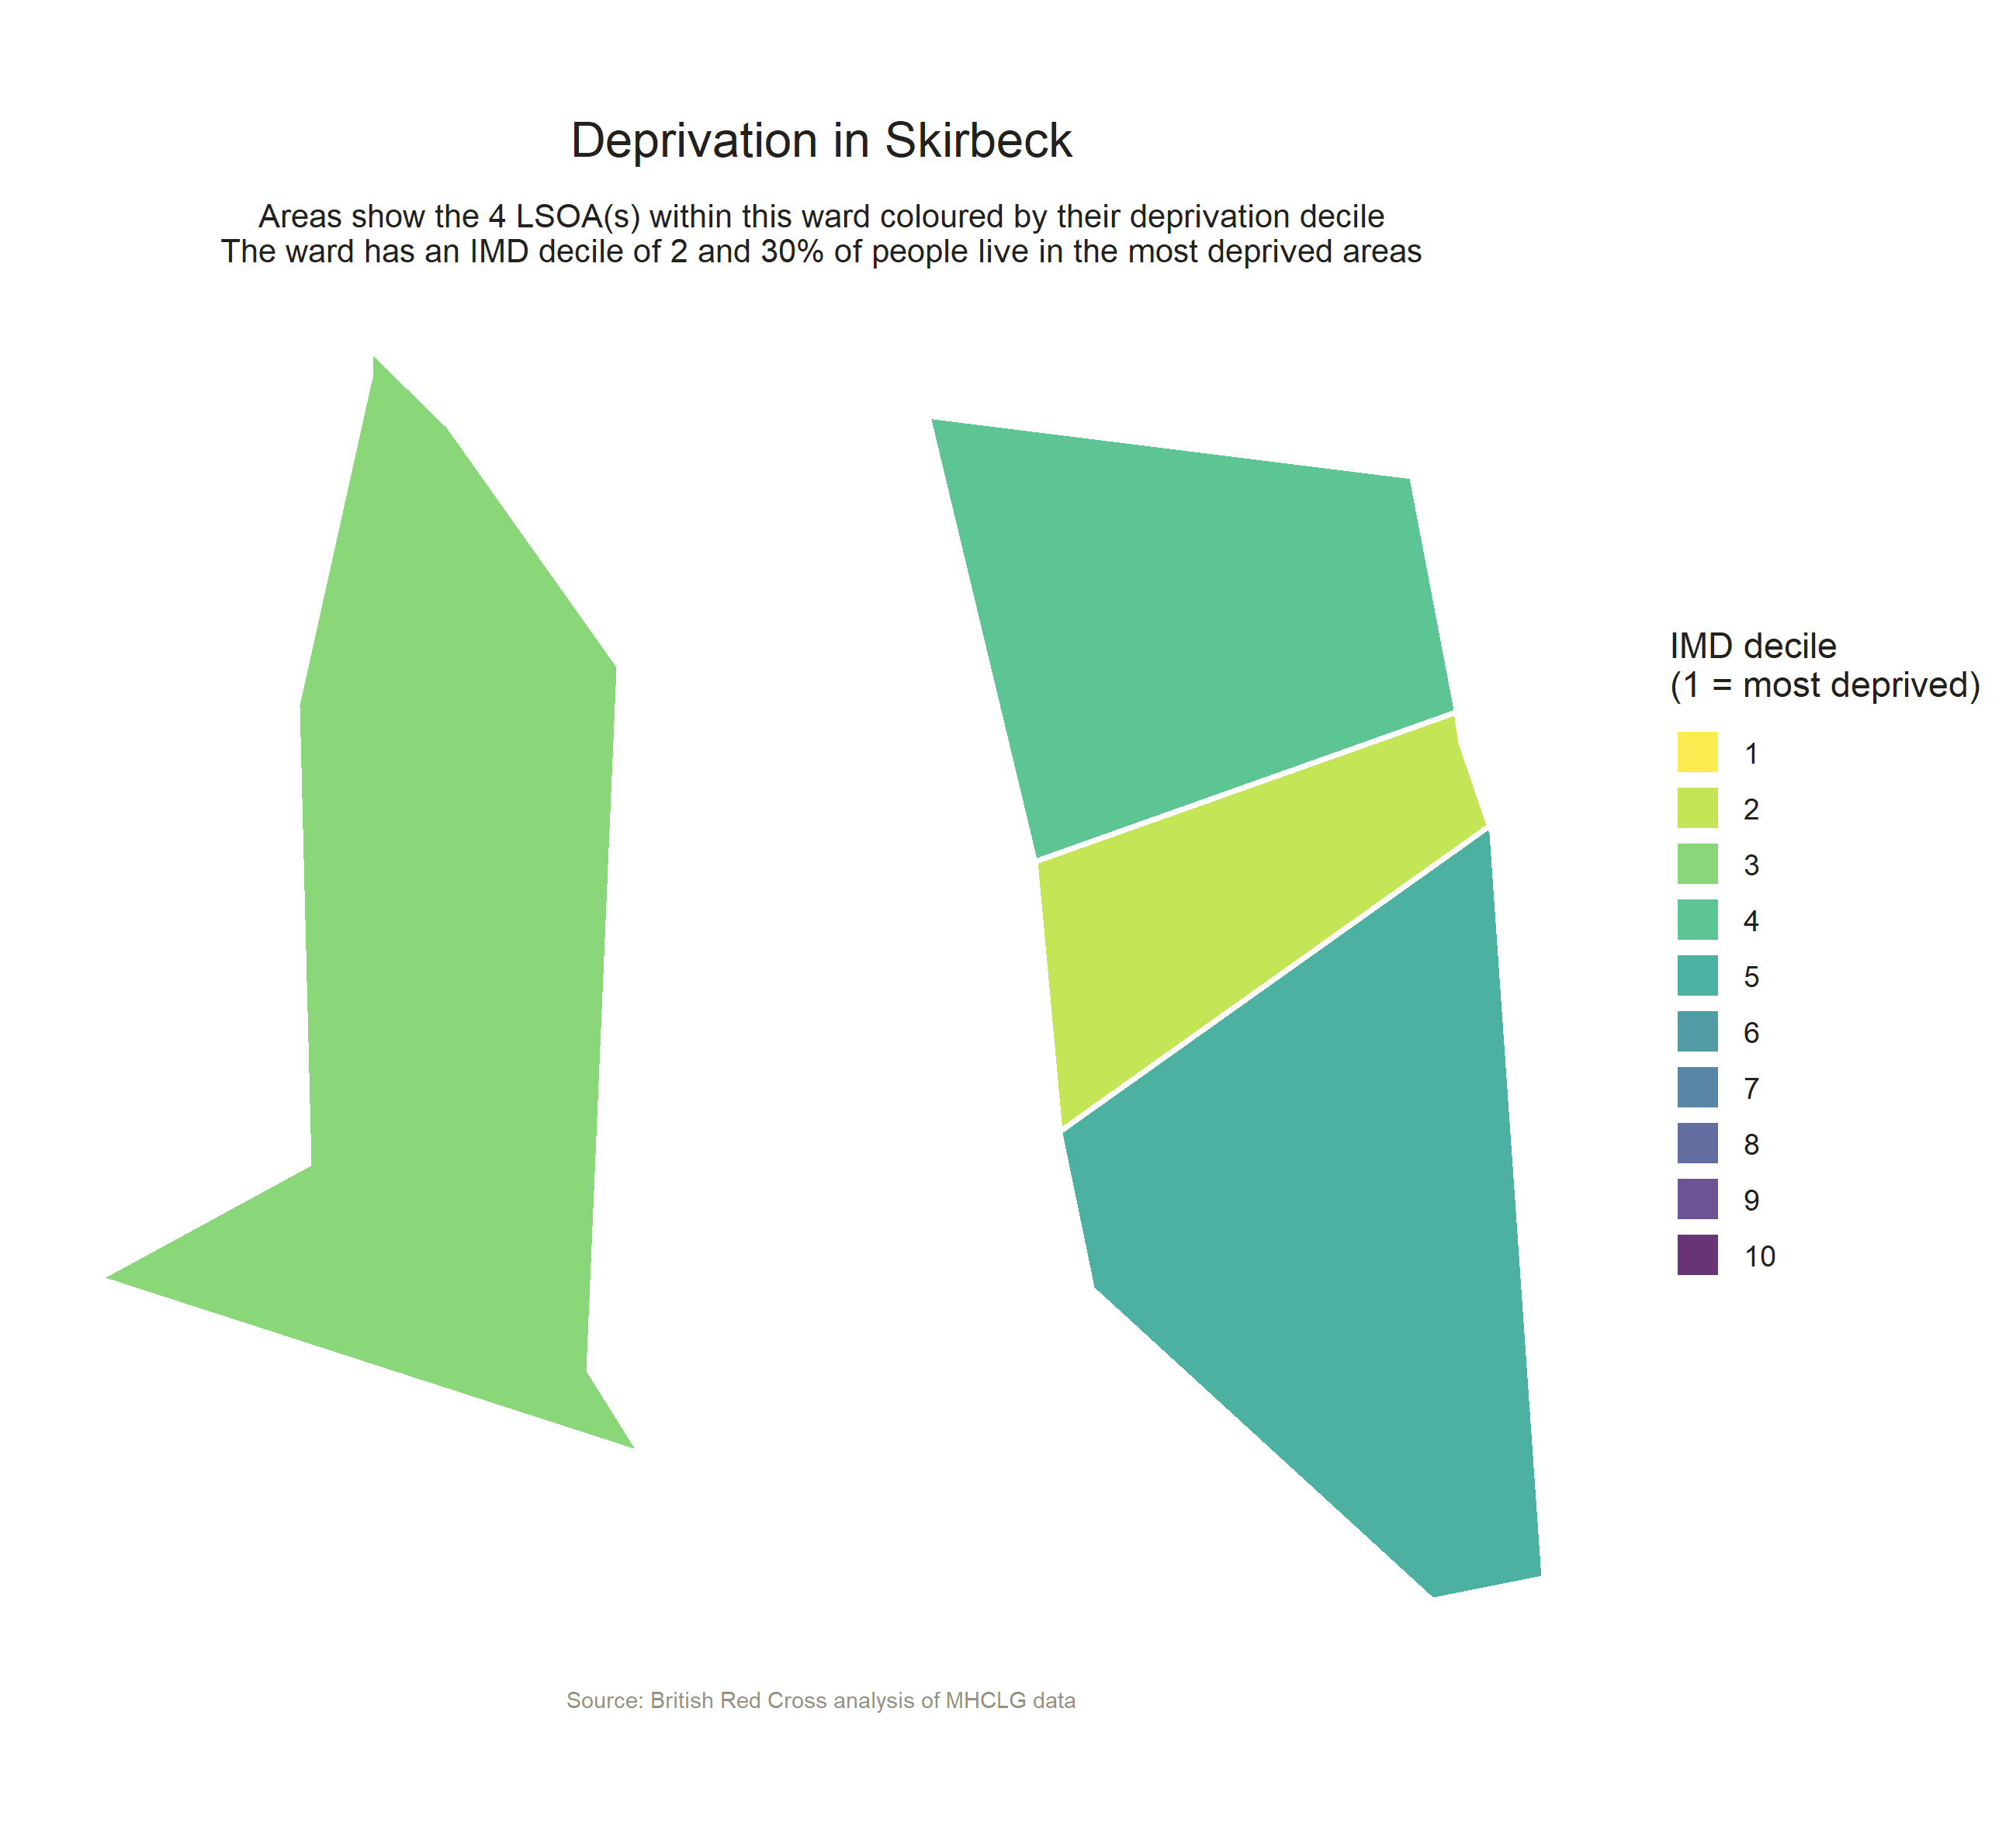 Deprivation in Skirbeck
Areas show the 4 LSOA(s) within this ward coloured by their deprivation decile
The ward has an IMD decile of 2 and 30% of people live in the most deprived areas
IMD decile
(1 = most deprived)
1
2
3
4
5
6
7
8
9
10
Source: British Red Cross analysis of MHCLG data